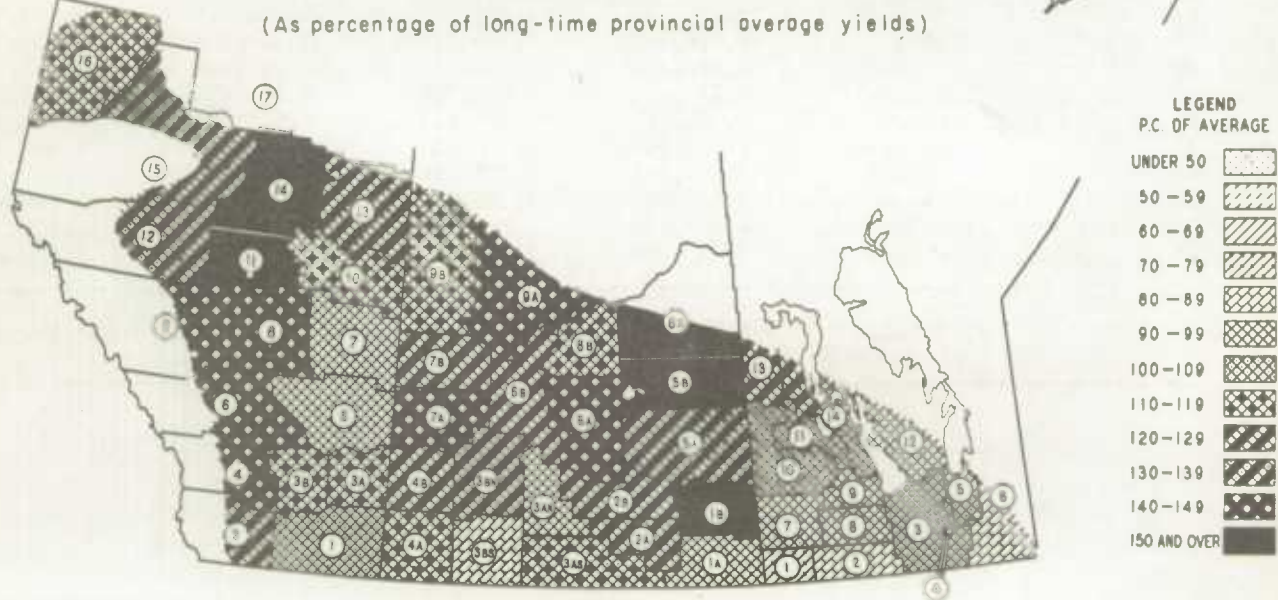 (As percentage of long-time provincial average yields)
LEGEND
P.C. OF AVERAGE
UNDER 50
50-59
60-69
70-79
80-89
90-99
100-109
110-119
120-129
130-139
140-149
150 AND OVER
16
17
15
14
13
12
11
10
9B
9A
8
7
8B
13
7B
6B
5B
6
7A
6A
5A
14
11
12
10
4
3B
3A
4B
3BN
3AN
2B
1B
9
5
6
2A
7
8
3
1
4A
3BS
3AS
1A
1
2